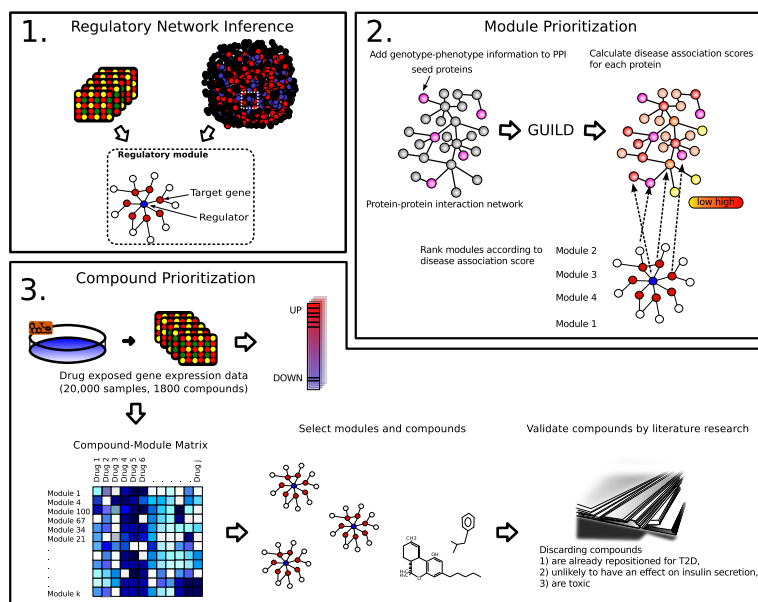 1.
Regulatory Network Inference
Regulatory module
Target gene
Regulator
2.
Module Prioritization
Add genotype-phenotype information to PPI
seed proteins
Calculate disease association scores
for each protein
GUILD
Protein-protein interaction network
low high
Rank modules according to
disease association score
Module 2
Module 3
Module 4
Module 1
3.
Compound Prioritization
UP
DOWN
Drug exposed gene expression data
(20,000 samples, 1800 compounds)
Compound-Module Matrix
Drug 1
Drug 2
Drug 3
Drug 4
Drug 5
Drug 6
. . . . .
Drug j
Module 1
Module 4
Module 100
Module 67
Module 34
Module 21
.
.
.
.
.
Module k
Select modules and compounds
CH3
OH
H₃C
H₃C
O
Validate compounds by literature research
Discarding compounds
1) are already repositioned for T2D,
2) unlikely to have an effect on insulin secretion,
3) are toxic